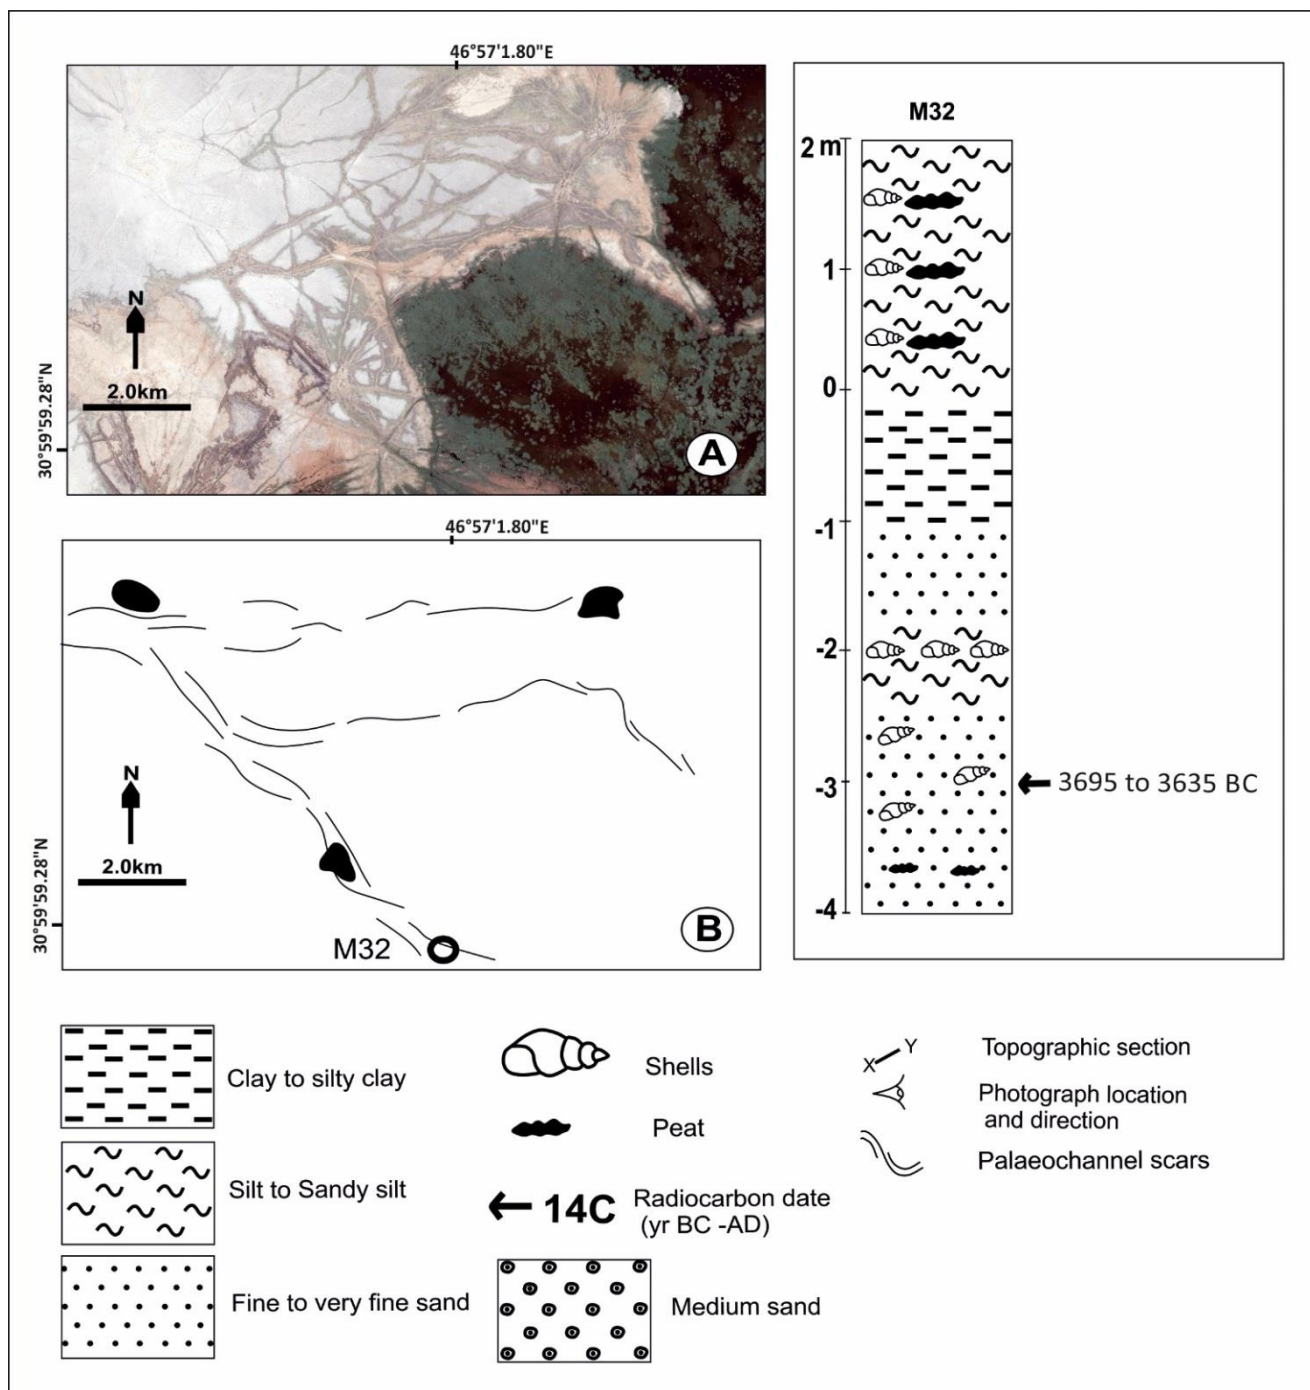 46°57'1.80"E
N
2.0km
30°59'59.28"N
A
46°57'1.80"E
N
2.0km
30°59'59.28"N
M32
B
M32
2 m
1
0
-1
-2
-3
-4
3695 to 3635 BC
Clay to silty clay
Silt to Sandy silt
Fine to very fine sand
Shells
Peat
14C
Radiocarbon date
(yr BC -AD)
Medium sand
X Y
Topographic section
Photograph location
and direction
Palaeochannel scars